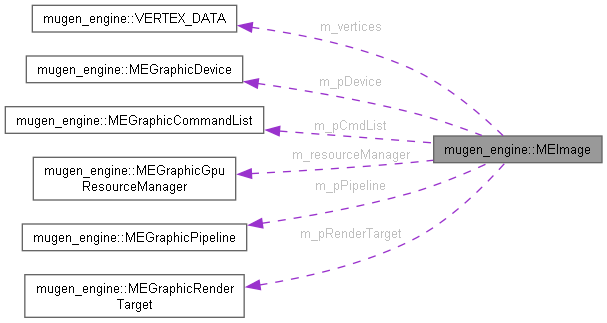 mugen_engine::VERTEX_DATA
m_vertices
mugen_engine::MEGraphicDevice
m_pDevice
mugen_engine::MEGraphicCommandList
m_pCmdList
mugen_engine::MEImage
m_resourceManager
mugen_engine::MEGraphicGpu
ResourceManager
m_pPipeline
mugen_engine::MEGraphicPipeline
m_pRenderTarget
mugen_engine::MEGraphicRender
Target